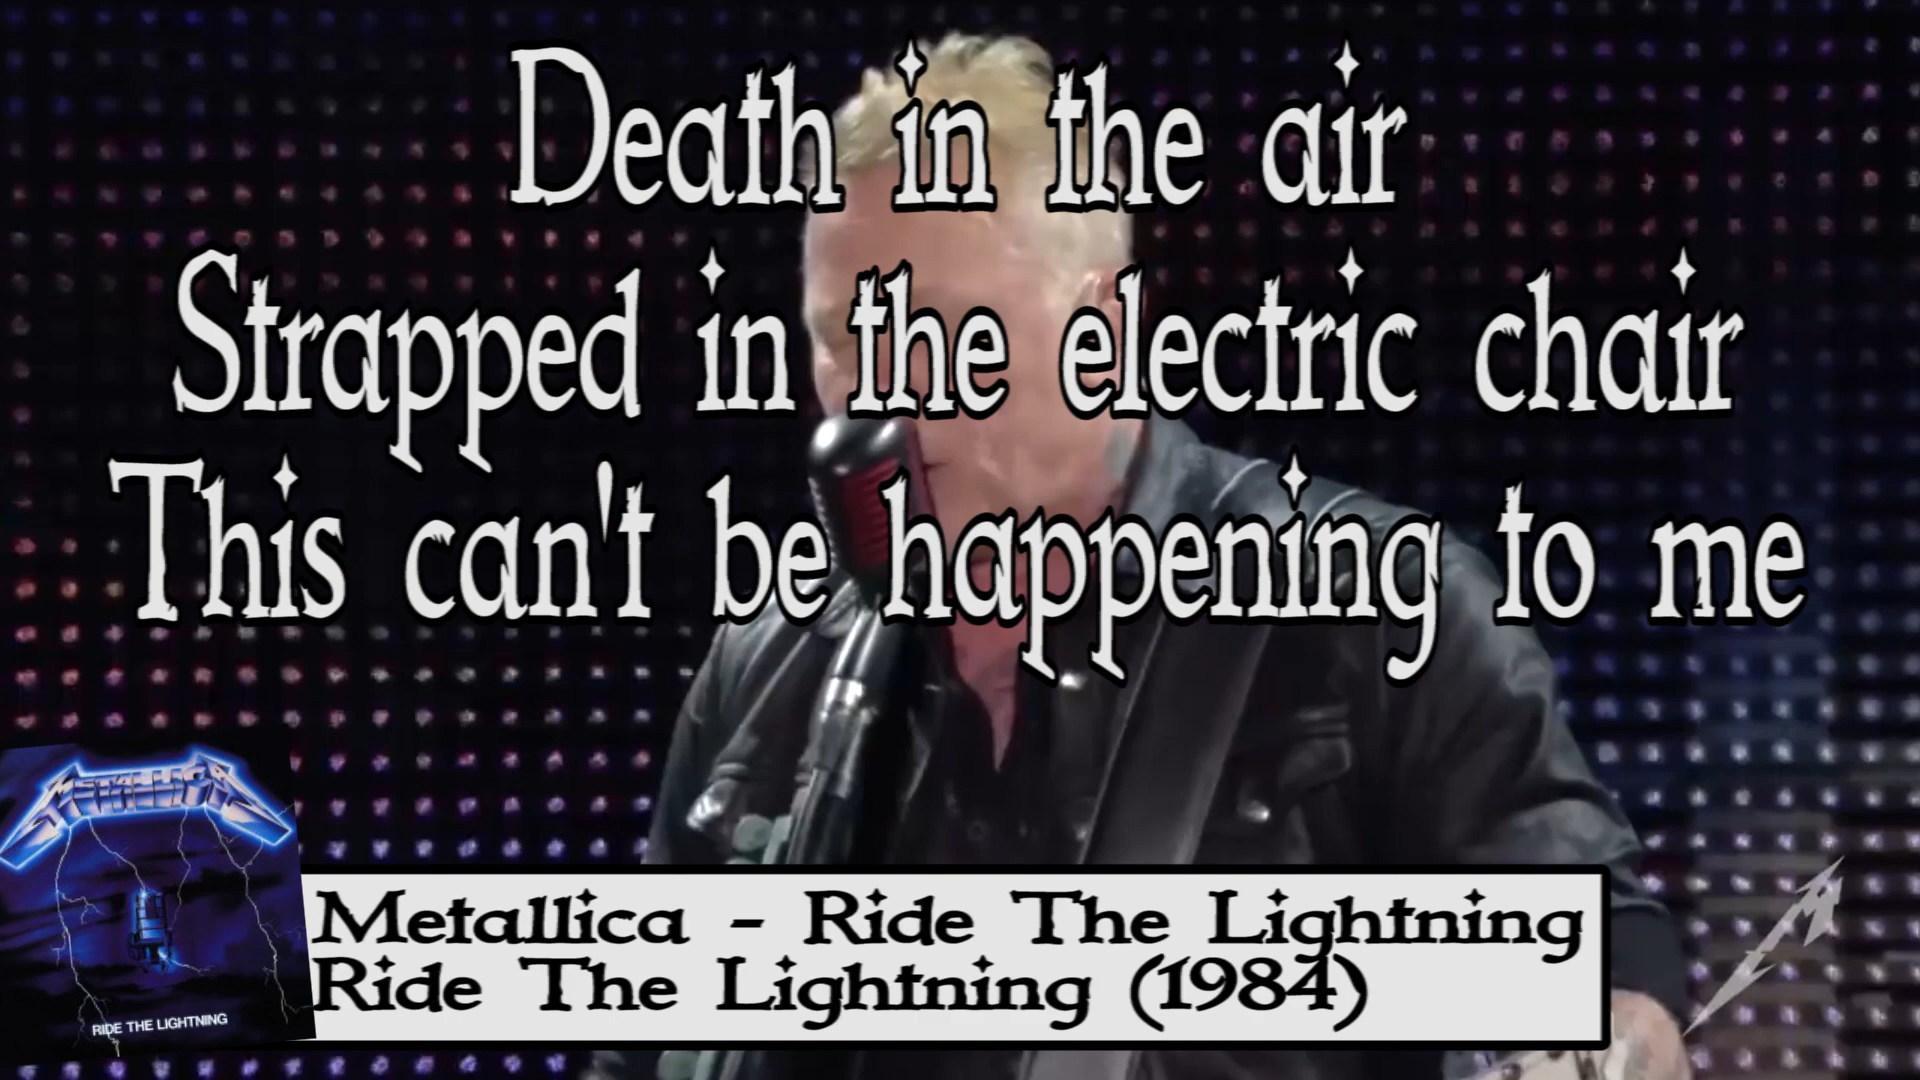 Death in the air
Strapped in the electric chair
This can't be happening to me
METALLICA
RIDE THE LIGHTNING
Metallica - Ride The Lightning
Ride The Lightning (1984)
M